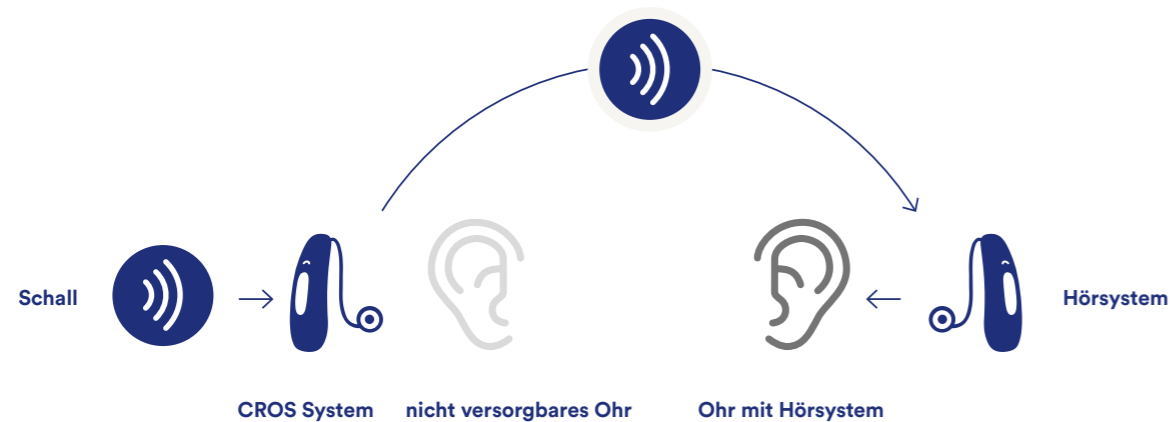 Schall
Hörsystem
CROS System
nicht versorgbares Ohr
Ohr mit Hörsystem